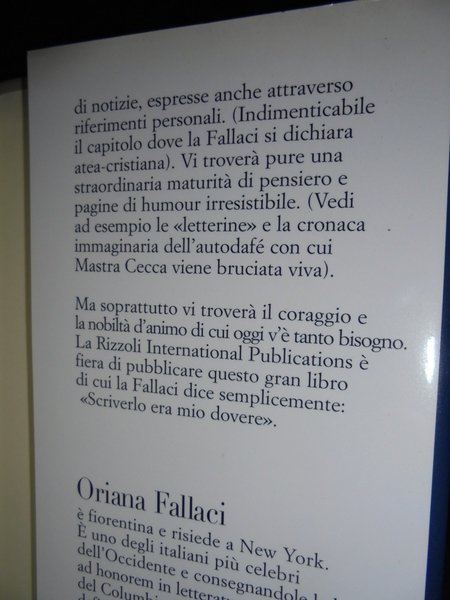 di notizie, espresse anche attraverso
riferimenti personali. (Indimenticabile
il capitolo dove la Fallaci si dichiara
atea-cristiana). Vi troverà pure una
straordinaria maturità di pensiero e
pagine di humour irresistibile. (Vedi
ad esempio le «letterine» e la cronaca
immaginaria dell'autodafé con cui
Mastra Cecca viene bruciata viva).
Ma soprattutto vi troverà il coraggio e
la nobiltà d'animo di cui oggi v'è tanto bisogno.
La Rizzoli International Publications è
fiera di pubblicare questo gran libro
di cui la Fallaci dice semplicemente:
«Scriverlo era mio dovere».
Oriana Fallaci
è fiorentina e risiede a New York.
È uno degli italiani più celebri
dell'Occidente e consegnandole
ad honorem in
del